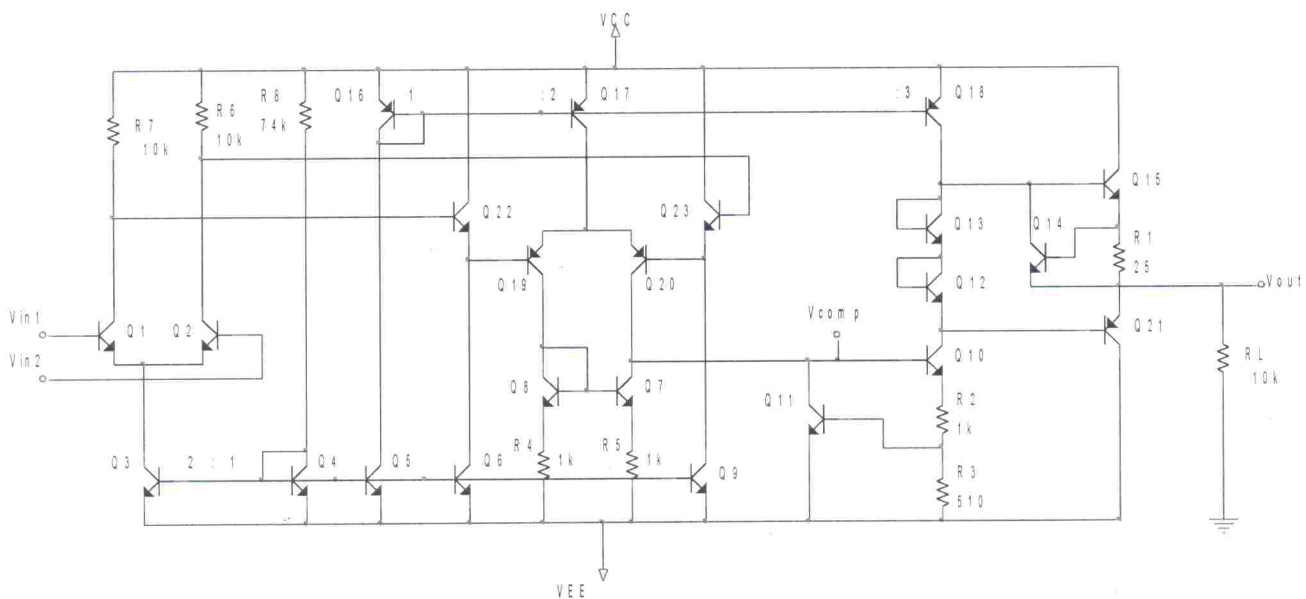 VCC
R7
10k
R6
10k
R8
74k
Q16
1
:2
Q17
:3
Q18
Q22
Q23
Q15
Q13
Q14
R1
25
Vout
Q19
Q20
Q12
Vin1
Q1
Q2
Vin2
Vcomp
Q21
Q10
RL
10k
Q8
Q7
Q11
R2
1k
R4
1k
R5
1k
Q3
2 : 1
Q4
Q5
Q6
Q9
R3
510
VEE